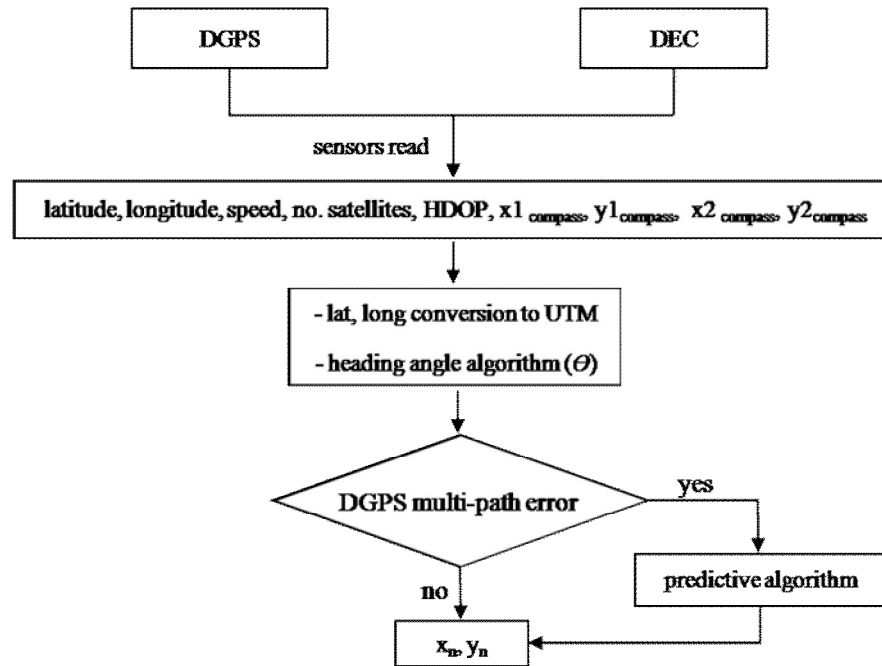 DGPS
DEC
sensors read
latitude, longitude, speed, no. satellites, HDOP, x1 compass, y1compass, x2 compass, y2compass
- lat, long conversion to UTM
- heading angle algorithm (Θ)
DGPS multi-path error
yes
no
predictive algorithm
xn, yn